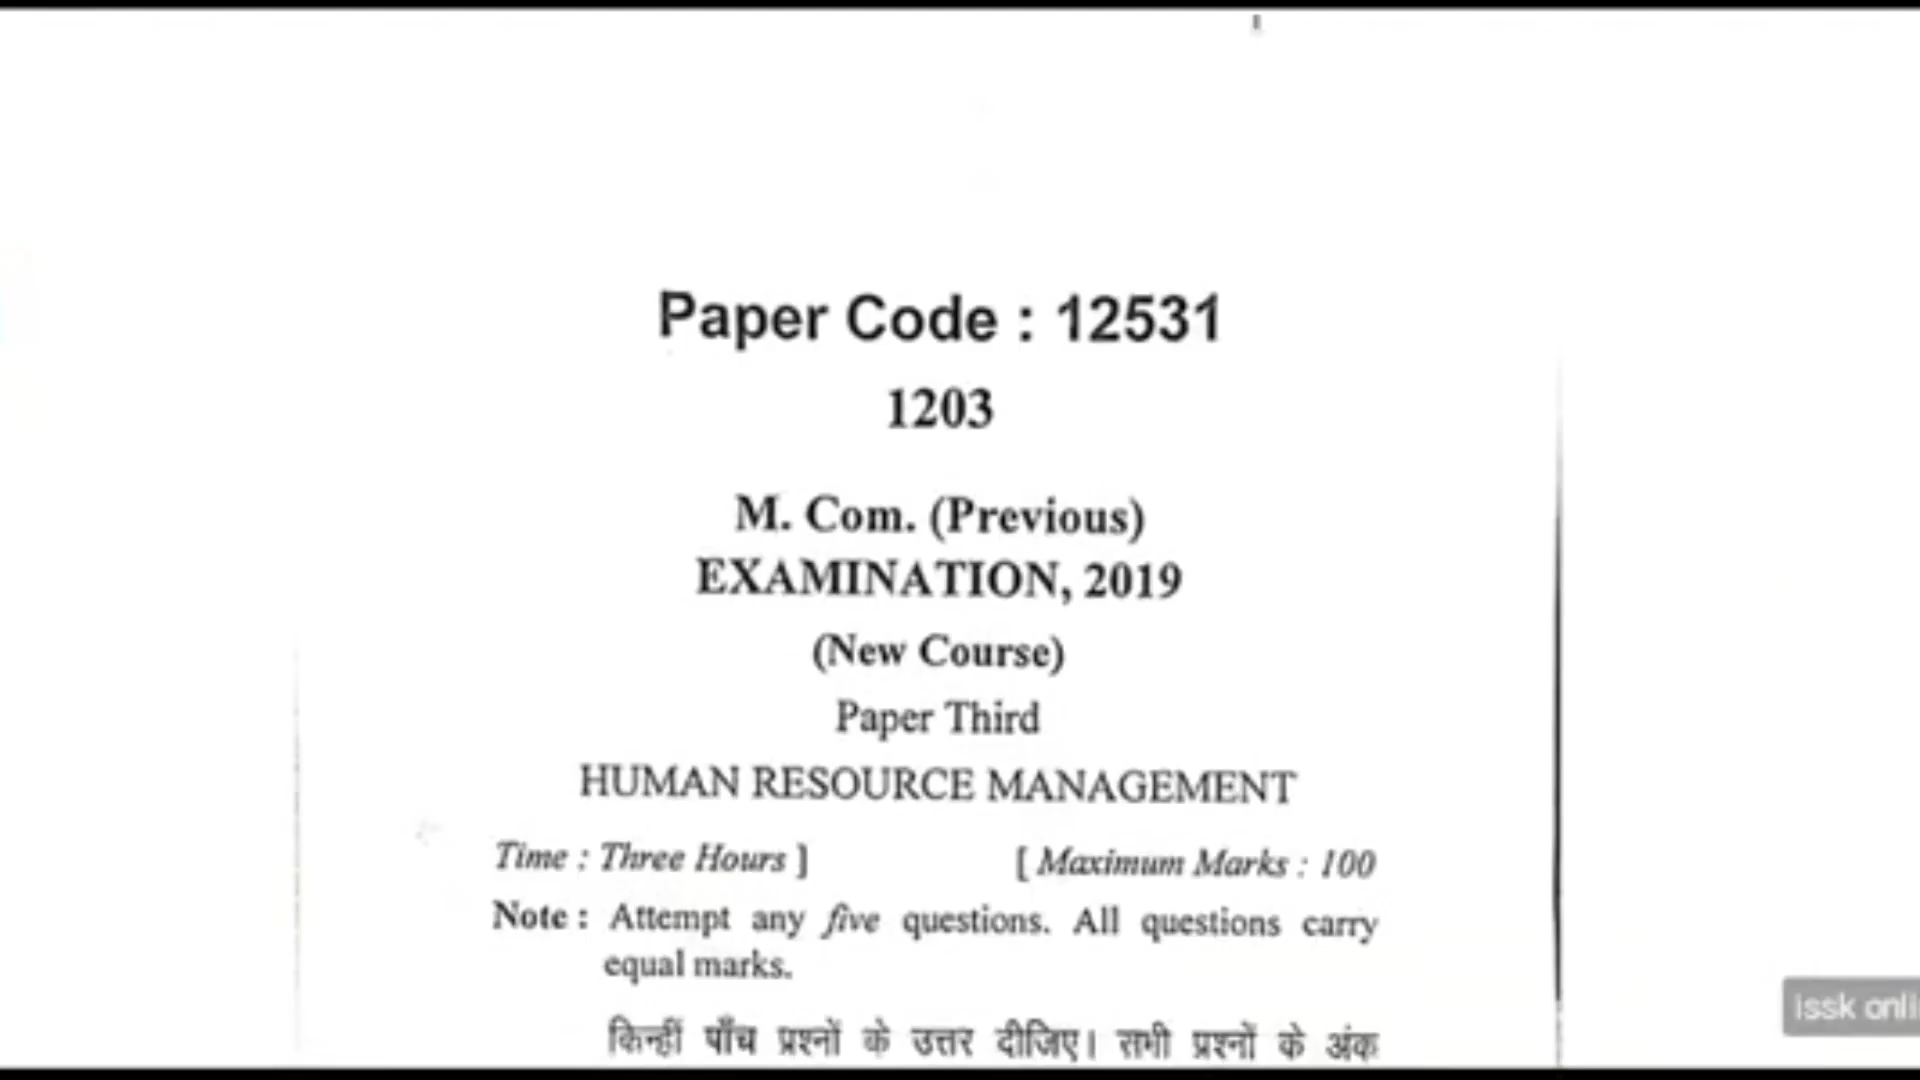 Paper Code : 12531
1203
M. Com. (Previous)
EXAMINATION, 2019
(New Course)
Paper Third
HUMAN RESOURCE MANAGEMENT
Time : Three Hours ] [ Maximum Marks : 100
Note : Attempt any five questions. All questions carry
equal marks.
किन्हीं पाँच प्रश्नों के उत्तर दीजिए। सभी प्रश्नों के अंक
issk onli